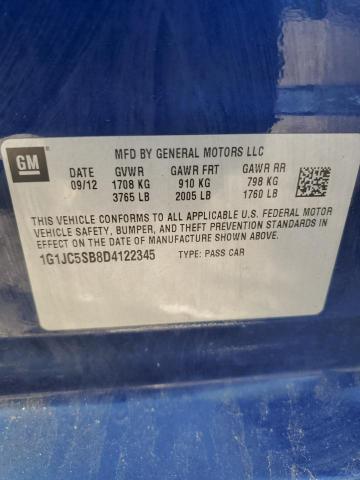 GM
MFD BY GENERAL MOTORS LLC
DATE GVWR GAWR FRT GAWR RR
09/12 1708 KG 910 KG 798 KG
3765 LB 2005 LB 1760 LB
THIS VEHICLE CONFORMS TO ALL APPLICABLE U.S. FEDERAL MOTOR
VEHICLE SAFETY, BUMPER, AND THEFT PREVENTION STANDARDS IN
EFFECT ON THE DATE OF MANUFACTURE SHOWN ABOVE.
1G1JC5SB8D4122345 TYPE: PASS CAR